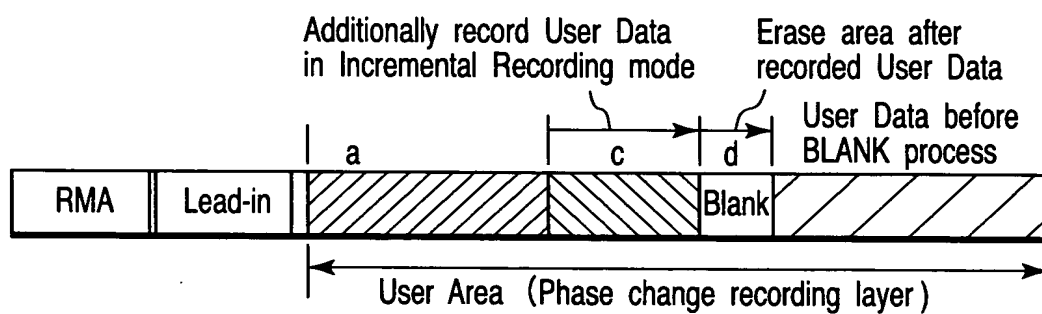 Additionally record User Data
in Incremental Recording mode
Erase area after
recorded User Data
User Data before
BLANK process
a
c
d
RMA
Lead-in
Blank
User Area (Phase change recording layer)